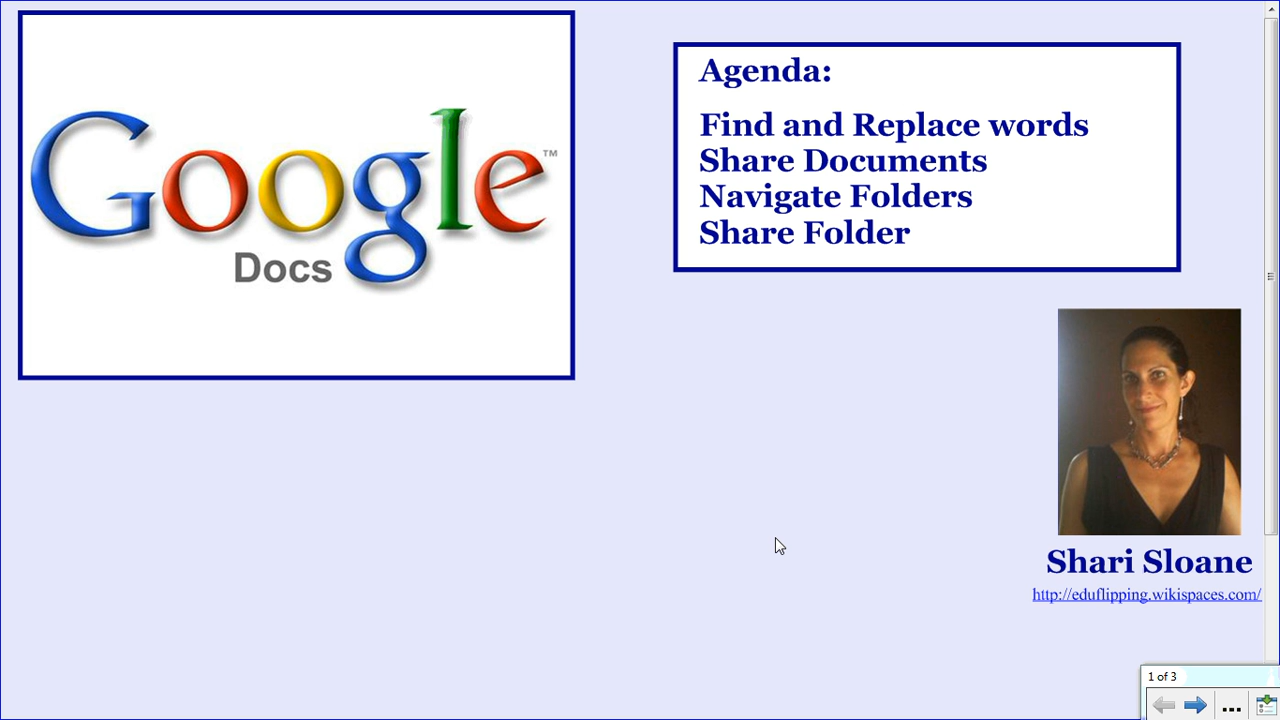 Google™
Docs
Agenda:
Find and Replace words
Share Documents
Navigate Folders
Share Folder
Shari Sloane
http://eduflipping.wikispaces.com/
1 of 3
...